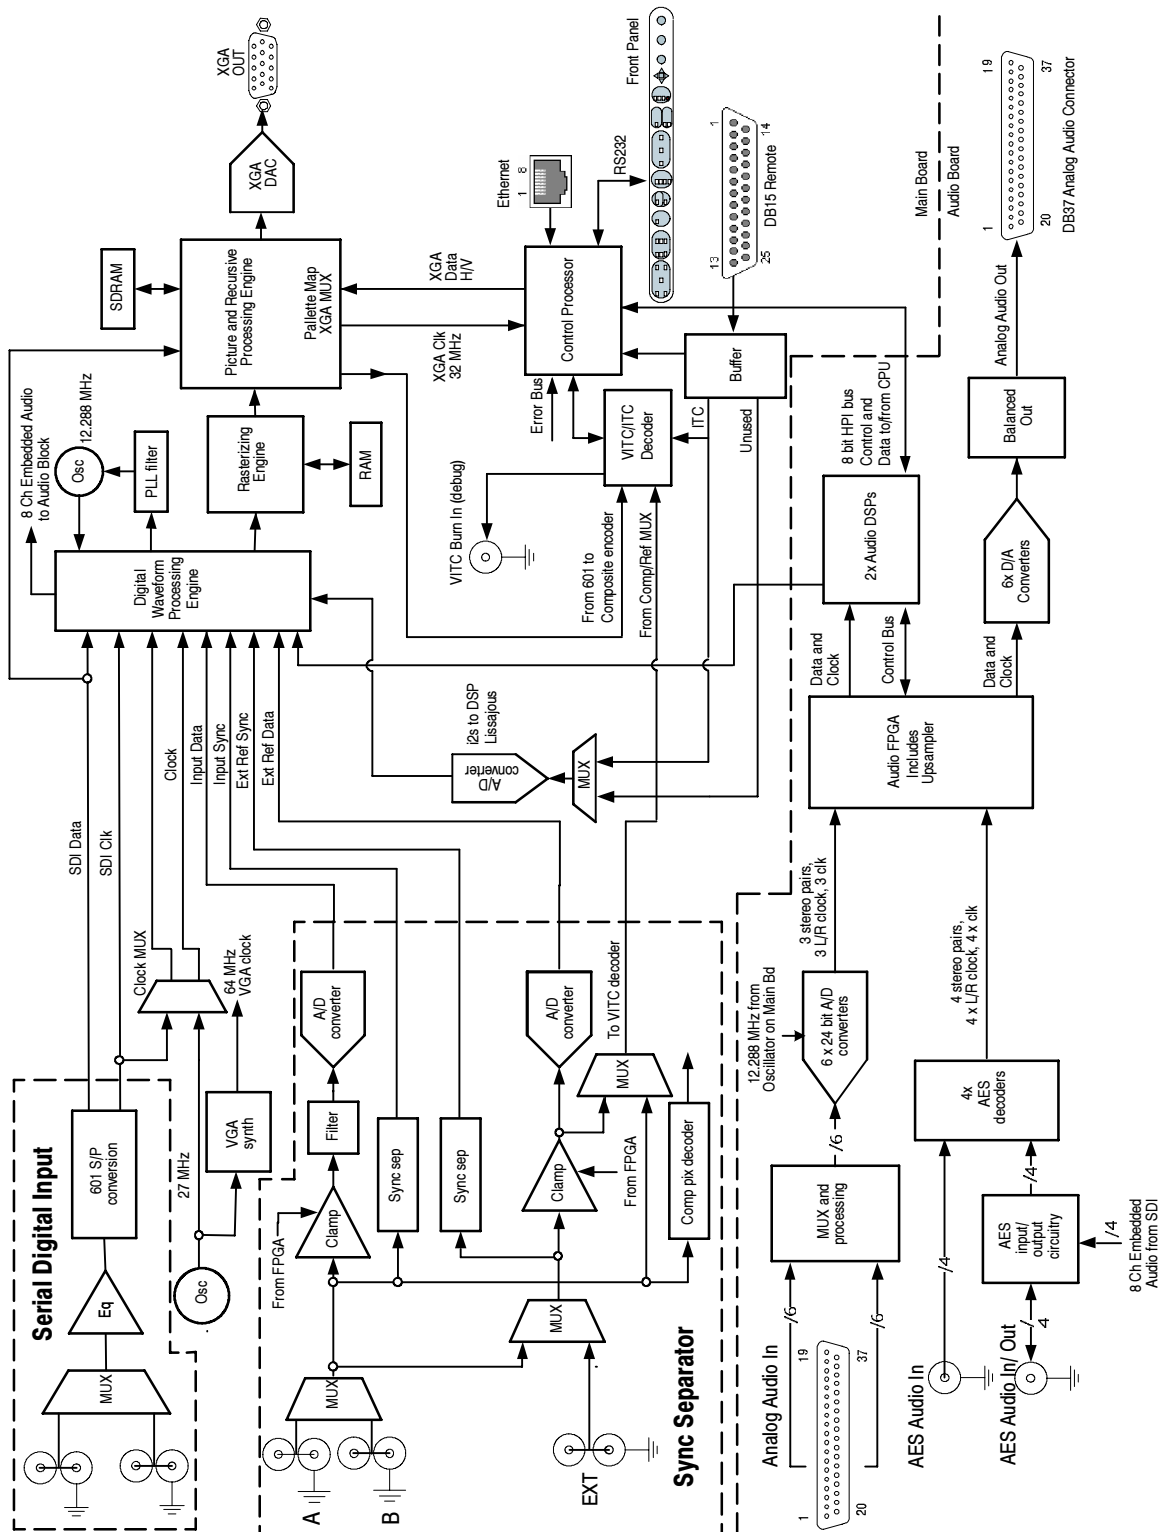 Serial Digital Input
MUX
Eq
601 S/P
conversion
SDI Data
SDI Clk
Osc
27 MHz
VGA
synth
64 MHz
VGA clock
Clock MUX
Clock
Input Data
Input Sync
Ext Ref Sync
Ext Ref Data
8 Ch Embedded Audio
to Audio Block
Digital
Waveform
Processing
Engine
Osc
12.288 MHz
PLL filter
Rasterizing
Engine
RAM
SDRAM
Picture and Recursive
Processing Engine
Pallette Map
XGA MUX
XGA
DAC
XGA
OUT
XGA
Data
H/V
XGA Clk
32 MHz
Sync Separator
A
B
EXT
MUX
MUX
From FPGA
Clamp
Filter
A/D
converter
Sync sep
Sync sep
Clamp
From FPGA
A/D
converter
MUX
To VITC decoder
Comp pix decoder
MUX
A/D
converter
i2s to DSP
Lissajous
VITC Burn In (debug)
From 601 to
Composite encoder
From Comp/Ref MUX
VITC/ITC
Decoder
Error Bus
ITC
Unused
Buffer
Control Processor
Ethernet
1
8
RS232
Front Panel
DB15 Remote
13
1
25
14
Main Board
Audio Board
Analog Audio In
1
19
20
37
/6
/6
MUX and
processing
/6
12.288 MHz from
Oscillator on Main Bd
6 x 24 bit A/D
converters
3 stereo pairs,
3 L/R clock, 3 clk
AES Audio In
/4
AES Audio In/ Out
/
4
AES
input/
output
circuitry
/4
8 Ch Embedded
Audio from SDI
/4
4x
AES
decoders
4 stereo pairs,
4 x L/R clock, 4 x clk
Audio FPGA
Includes
Upsampler
Data and
Clock
Control Bus
Data and
Clock
2x Audio DSPs
8 bit HPI bus
Control and
Data to/from CPU
6x D/A
Converters
Balanced
Out
Analog Audio Out
1
19
20
37
DB37 Analog Audio Connector